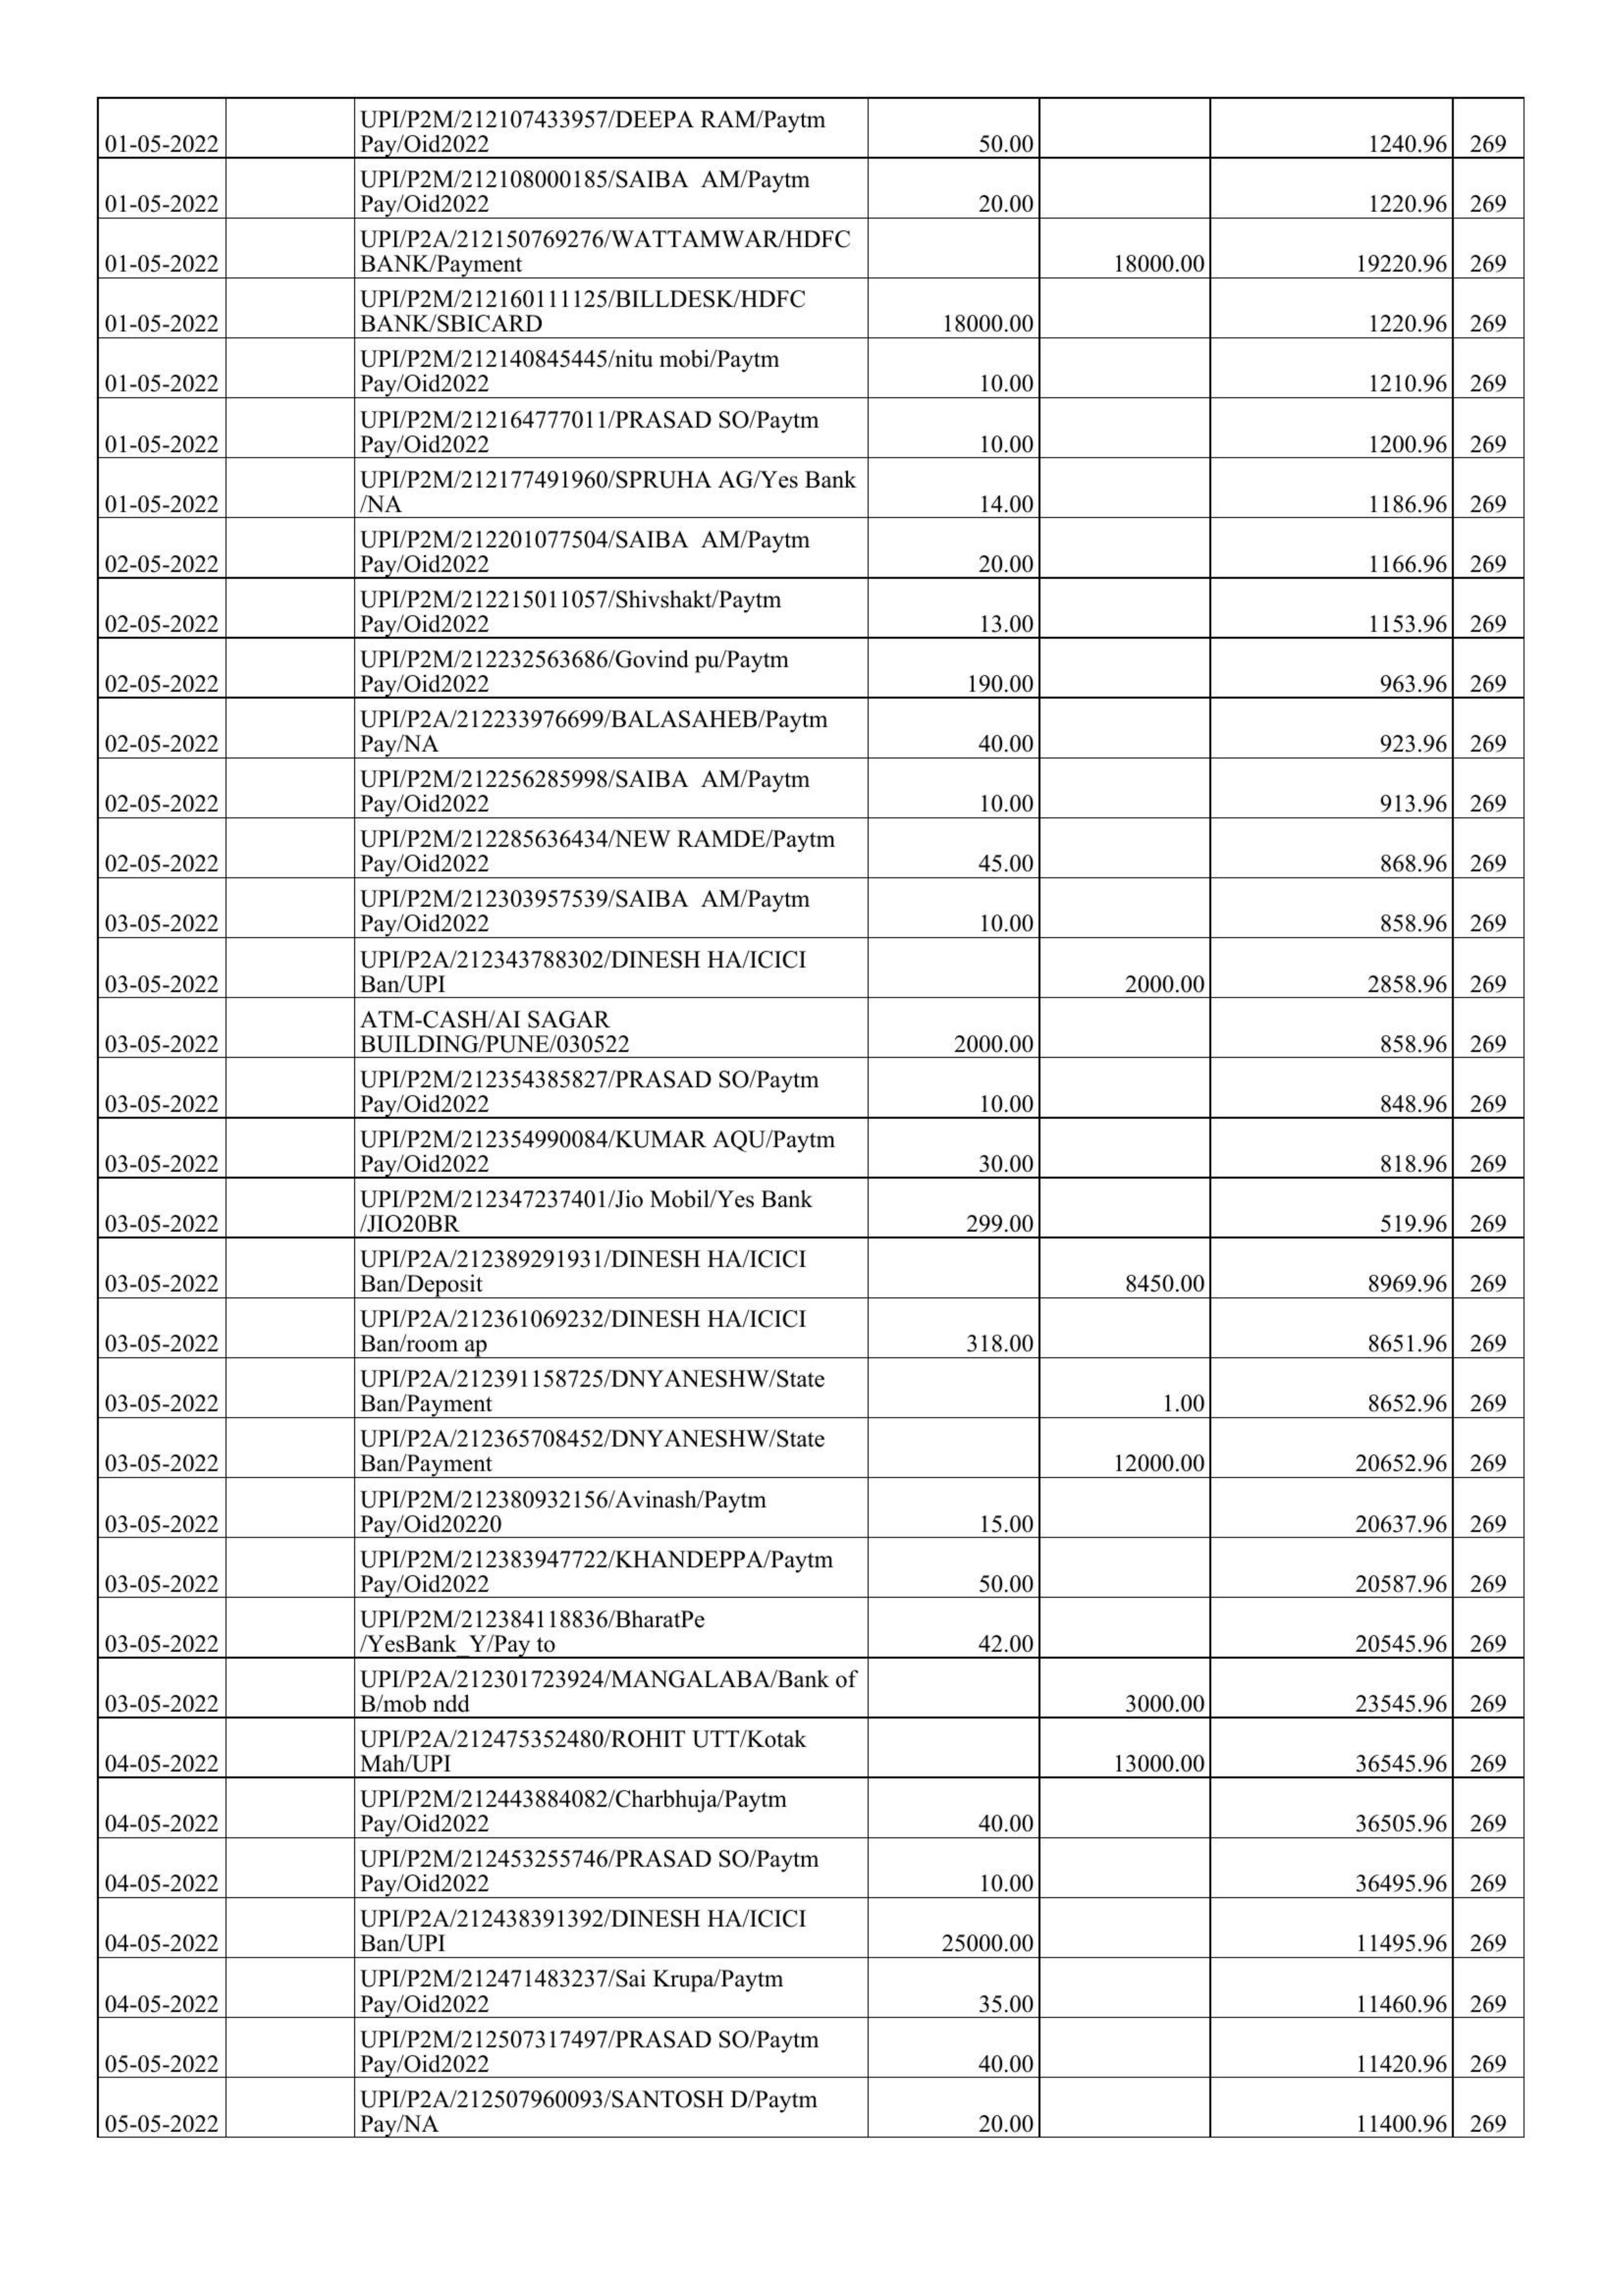 UPI/P2M/212107433957/DEEPA RAM/Paytm
01-05-2022 Pay/Oid2022 50.00 1240.96 269
UPI/P2M/212108000185/SAIBA  AM/Paytm
01-05-2022 Pay/Oid2022 20.00 1220.96 269
UPI/P2A/212150769276/WATTAMWAR/HDFC
01-05-2022 BANK/Payment 18000.00 19220.96 269
UPI/P2M/212160111125/BILLDESK/HDFC
01-05-2022 BANK/SBICARD 18000.00 1220.96 269
UPI/P2M/212140845445/nitu mobi/Paytm
01-05-2022 Pay/Oid2022 10.00 1210.96 269
UPI/P2M/212164777011/PRASAD SO/Paytm
01-05-2022 Pay/Oid2022 10.00 1200.96 269
UPI/P2M/212177491960/SPRUHA AG/Yes Bank
01-05-2022 /NA 14.00 1186.96 269
UPI/P2M/212201077504/SAIBA  AM/Paytm
02-05-2022 Pay/Oid2022 20.00 1166.96 269
UPI/P2M/212215011057/Shivshakt/Paytm
02-05-2022 Pay/Oid2022 13.00 1153.96 269
UPI/P2M/212232563686/Govind pu/Paytm
02-05-2022 Pay/Oid2022 190.00 963.96 269
UPI/P2A/212233976699/BALASAHEB/Paytm
02-05-2022 Pay/NA 40.00 923.96 269
UPI/P2M/212256285998/SAIBA  AM/Paytm
02-05-2022 Pay/Oid2022 10.00 913.96 269
UPI/P2M/212285636434/NEW RAMDE/Paytm
02-05-2022 Pay/Oid2022 45.00 868.96 269
UPI/P2M/212303957539/SAIBA  AM/Paytm
03-05-2022 Pay/Oid2022 10.00 858.96 269
UPI/P2A/212343788302/DINESH HA/ICICI
03-05-2022 Ban/UPI 2000.00 2858.96 269
ATM-CASH/AI SAGAR
03-05-2022 BUILDING/PUNE/030522 2000.00 858.96 269
UPI/P2M/212354385827/PRASAD SO/Paytm
03-05-2022 Pay/Oid2022 10.00 848.96 269
UPI/P2M/212354990084/KUMAR AQU/Paytm
03-05-2022 Pay/Oid2022 30.00 818.96 269
UPI/P2M/212347237401/Jio Mobil/Yes Bank
03-05-2022 /JIO20BR 299.00 519.96 269
UPI/P2A/212389291931/DINESH HA/ICICI
03-05-2022 Ban/Deposit 8450.00 8969.96 269
UPI/P2A/212361069232/DINESH HA/ICICI
03-05-2022 Ban/room ap 318.00 8651.96 269
UPI/P2A/212391158725/DNYANESHW/State
03-05-2022 Ban/Payment 1.00 8652.96 269
UPI/P2A/212365708452/DNYANESHW/State
03-05-2022 Ban/Payment 12000.00 20652.96 269
UPI/P2M/212380932156/Avinash/Paytm
03-05-2022 Pay/Oid20220 15.00 20637.96 269
UPI/P2M/212383947722/KHANDEPPA/Paytm
03-05-2022 Pay/Oid2022 50.00 20587.96 269
UPI/P2M/212384118836/BharatPe
03-05-2022 /YesBank_Y/Pay to 42.00 20545.96 269
UPI/P2A/212301723924/MANGALABA/Bank of
03-05-2022 B/mob ndd 3000.00 23545.96 269
UPI/P2A/212475352480/ROHIT UTT/Kotak
04-05-2022 Mah/UPI 13000.00 36545.96 269
UPI/P2M/212443884082/Charbhuja/Paytm
04-05-2022 Pay/Oid2022 40.00 36505.96 269
UPI/P2M/212453255746/PRASAD SO/Paytm
04-05-2022 Pay/Oid2022 10.00 36495.96 269
UPI/P2A/212438391392/DINESH HA/ICICI
04-05-2022 Ban/UPI 25000.00 11495.96 269
UPI/P2M/212471483237/Sai Krupa/Paytm
04-05-2022 Pay/Oid2022 35.00 11460.96 269
UPI/P2M/212507317497/PRASAD SO/Paytm
05-05-2022 Pay/Oid2022 40.00 11420.96 269
UPI/P2A/212507960093/SANTOSH D/Paytm
05-05-2022 Pay/NA 20.00 11400.96 269